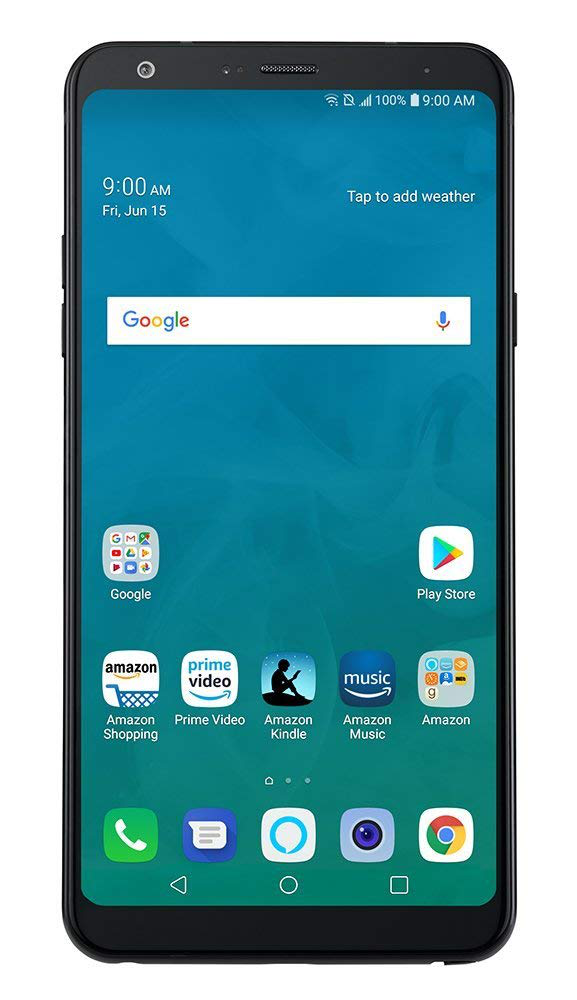 100% 9:00 AM
9:00 AM
Fri, Jun 15
Tap to add weather
Google
Google
Play Store
amazon
prime video
music
g
Amazon Shopping
Prime Video
Amazon Kindle
Amazon Music
Amazon